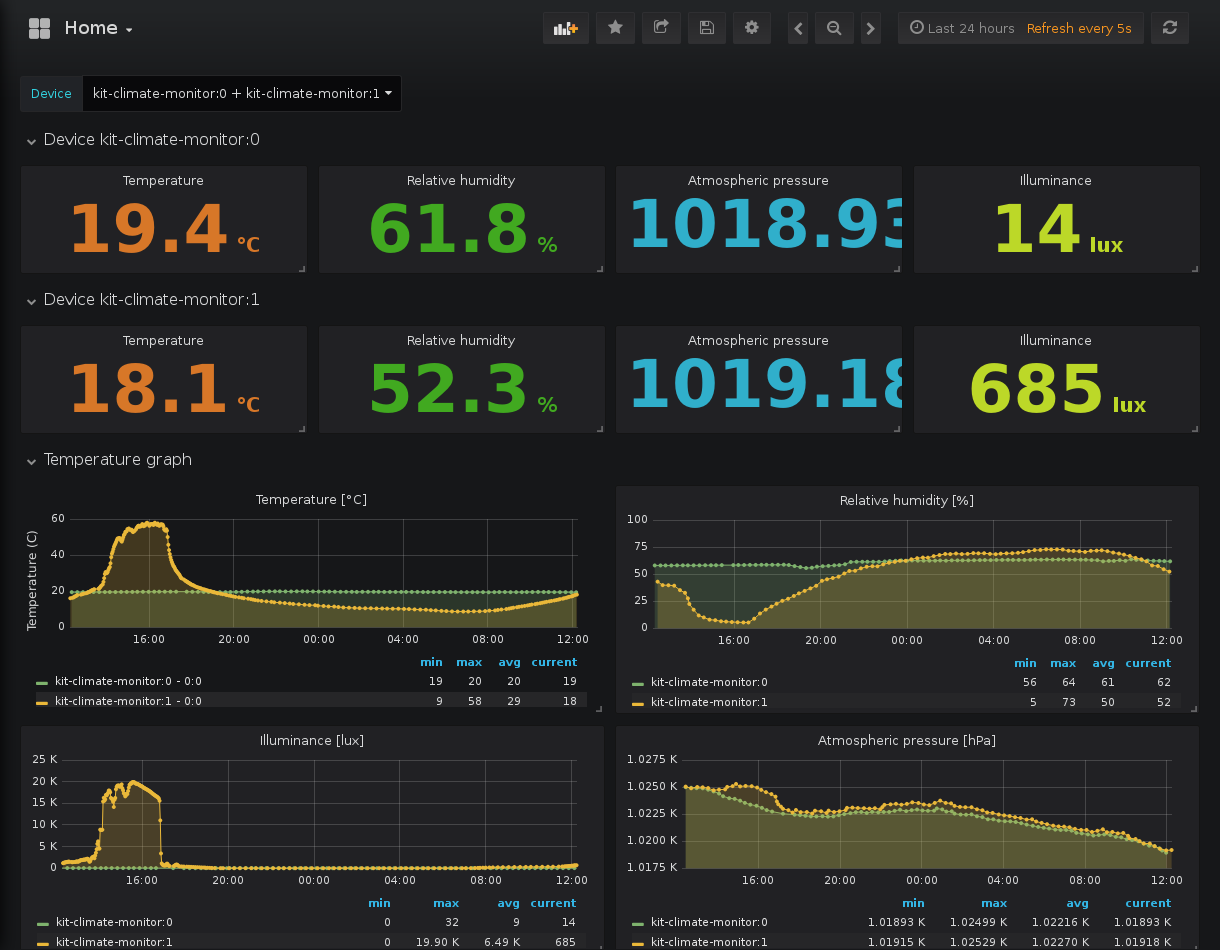 Home
Last 24 hours Refresh every 5s
Device kit-climate-monitor:0 + kit-climate-monitor:1
Device kit-climate-monitor:0
Temperature Relative humidity Atmospheric pressure Illuminance
19.4 °C 61.8 % 1018.93 14 lux
Device kit-climate-monitor:1
Temperature Relative humidity Atmospheric pressure Illuminance
18.1 °C 52.3 % 1019.18 685 lux
Temperature graph
Temperature [°C]
Temperature (C)
60
40
20
0
16:00 20:00 00:00 04:00 08:00 12:00
min max avg current
kit-climate-monitor:0 - 0:0 19 20 20 19
kit-climate-monitor:1 - 0:0 9 58 29 18
Relative humidity [%]
100
75
50
25
0
16:00 20:00 00:00 04:00 08:00 12:00
min max avg current
kit-climate-monitor:0 56 64 61 62
kit-climate-monitor:1 5 73 50 52
Illuminance [lux]
25 K
20 K
15 K
10 K
5 K
0
16:00 20:00 00:00 04:00 08:00 12:00
min max avg current
kit-climate-monitor:0 0 32 9 14
kit-climate-monitor:1 0 19.90 K 6.49 K 685
Atmospheric pressure [hPa]
1.0275 K
1.0250 K
1.0225 K
1.0200 K
1.0175 K
16:00 20:00 00:00 04:00 08:00 12:00
min max avg current
kit-climate-monitor:0 1.01893 K 1.02499 K 1.02216 K 1.01893 K
kit-climate-monitor:1 1.01915 K 1.02529 K 1.02270 K 1.01918 K